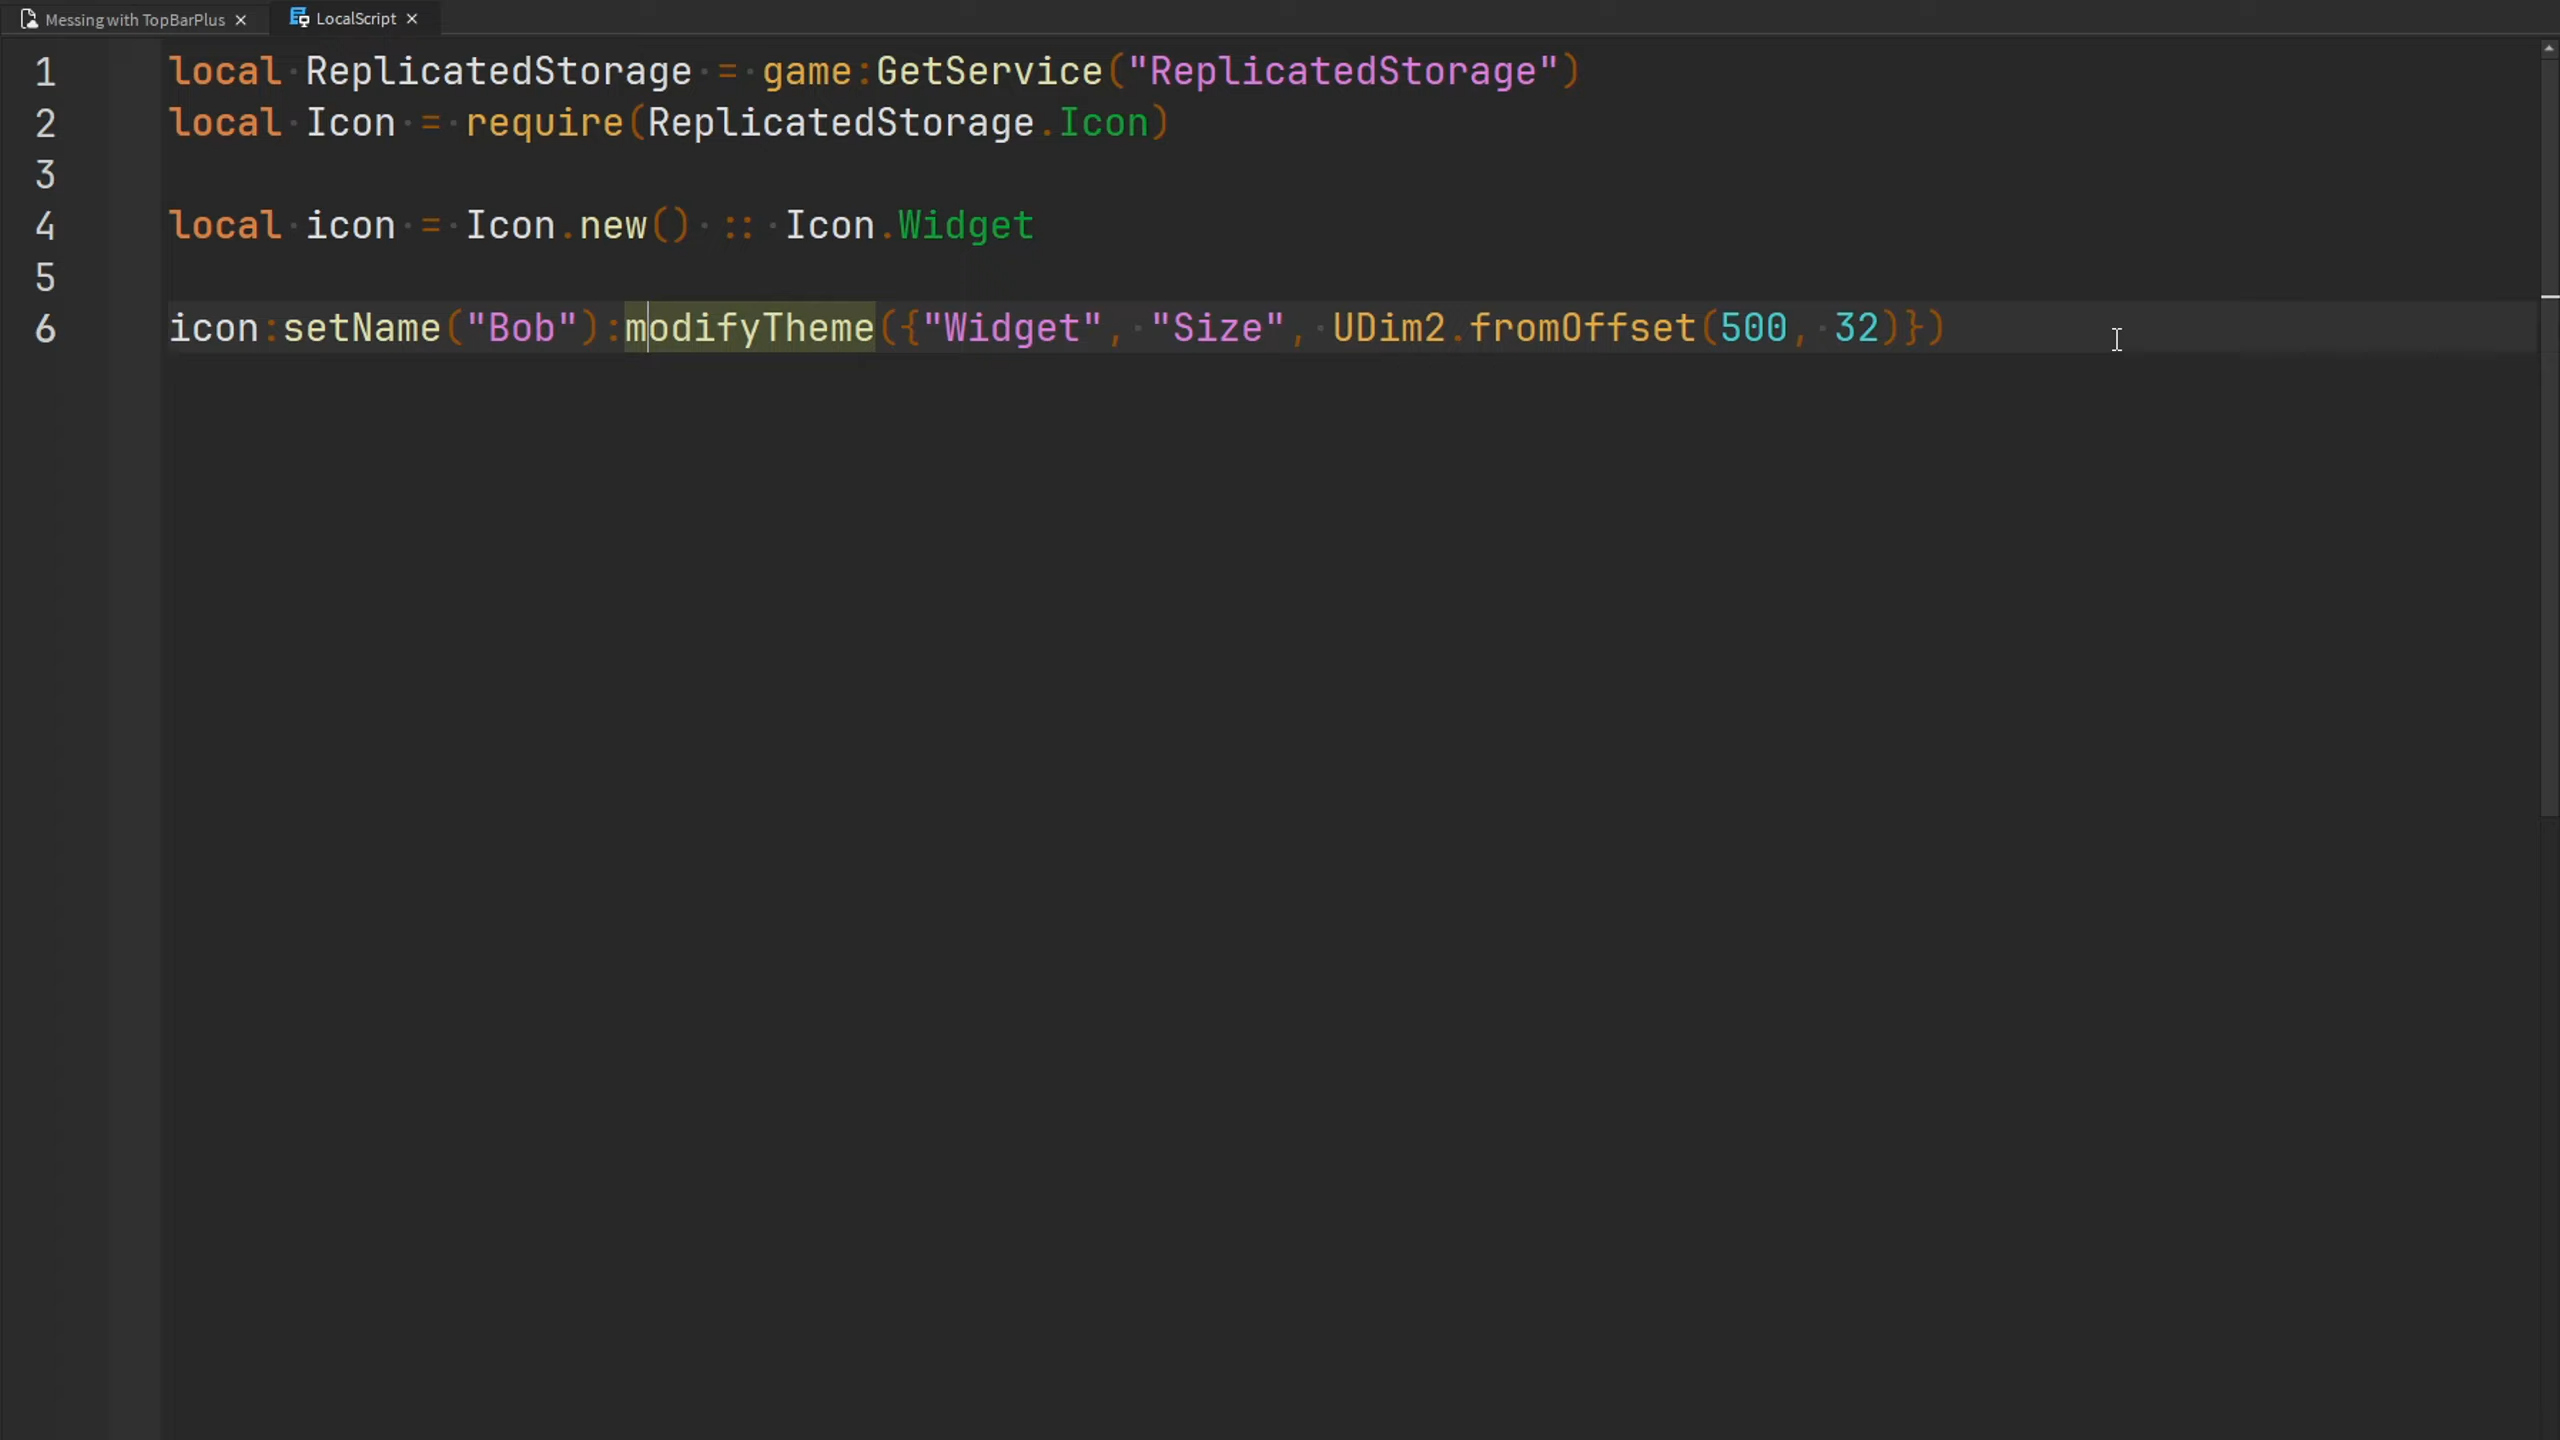 Messing with TopBarPlus
LocalScript
1 local ReplicatedStorage = game:GetService("ReplicatedStorage")
2 local Icon = require(ReplicatedStorage.Icon)
3
4 local icon = Icon.new() :: Icon.Widget
5
6 icon:setName("Bob"):modifyTheme({"Widget", "Size", UDim2.fromOffset(500, 32)})